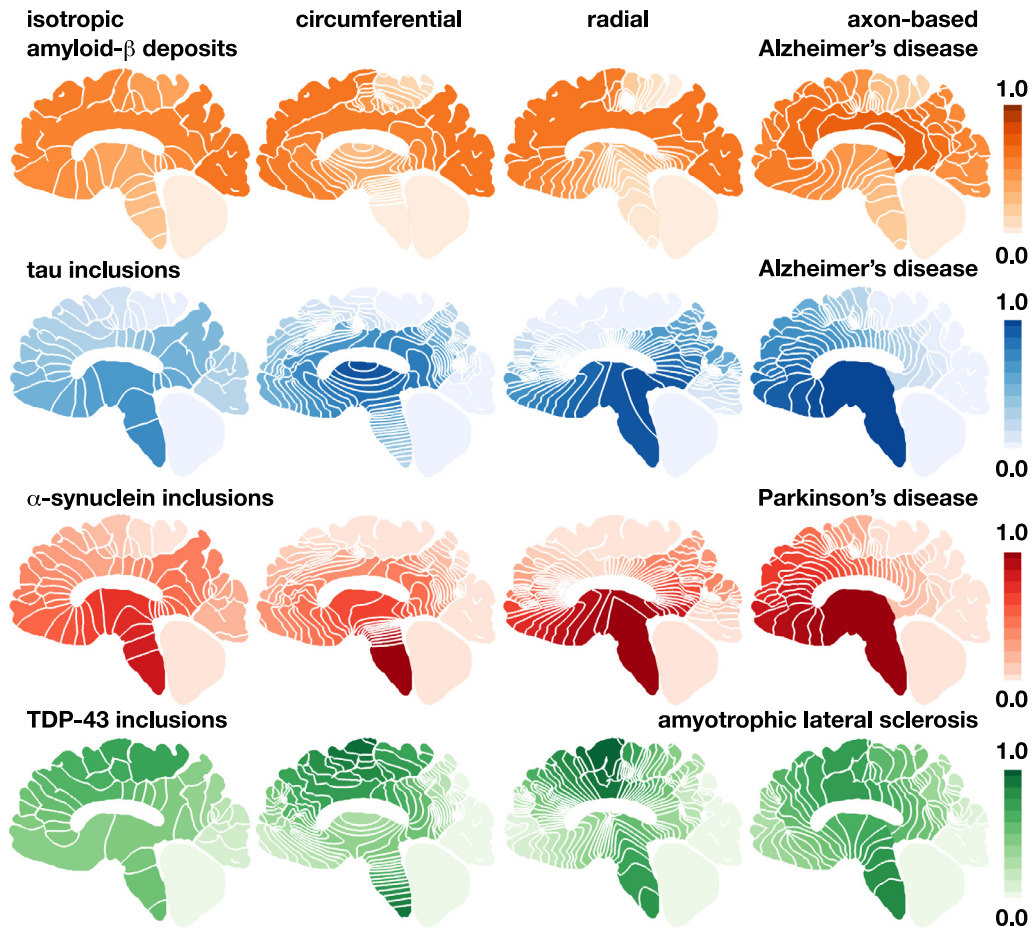 isotropic circumferential radial axon-based
amyloid-β deposits Alzheimer's disease
1.0
0.0
tau inclusions Alzheimer's disease
1.0
0.0
α-synuclein inclusions Parkinson's disease
1.0
0.0
TDP-43 inclusions amyotrophic lateral sclerosis
1.0
0.0